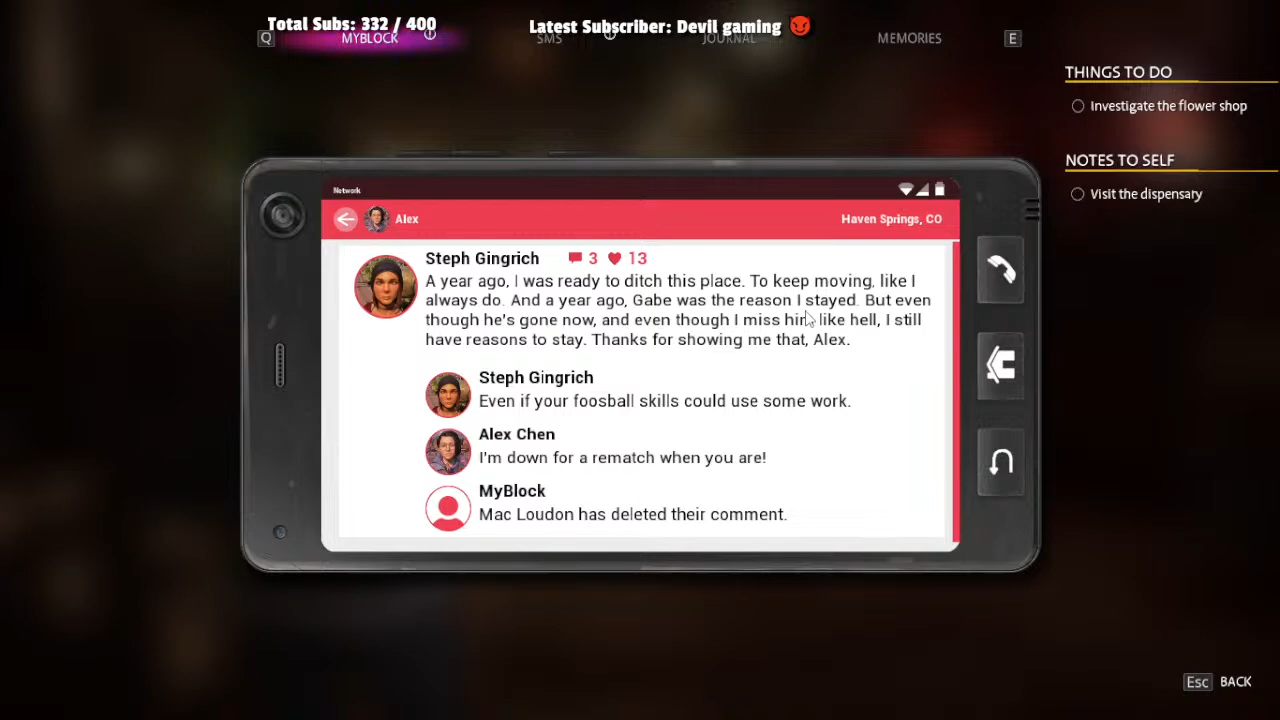 Total Subs: 332 / 400
Latest Subscriber: Devil gaming 😈
Q
MYBLOCK
SMS
JOURNAL
MEMORIES
E
THINGS TO DO
Investigate the flower shop
NOTES TO SELF
Visit the dispensary
Network
Alex
Haven Springs, CO
Steph Gingrich 3 13
A year ago, I was ready to ditch this place. To keep moving, like I
always do. And a year ago, Gabe was the reason I stayed. But even
though he's gone now, and even though I miss him like hell, I still
have reasons to stay. Thanks for showing me that, Alex.
Steph Gingrich
Even if your foosball skills could use some work.
Alex Chen
I'm down for a rematch when you are!
MyBlock
Mac Loudon has deleted their comment.
Esc BACK